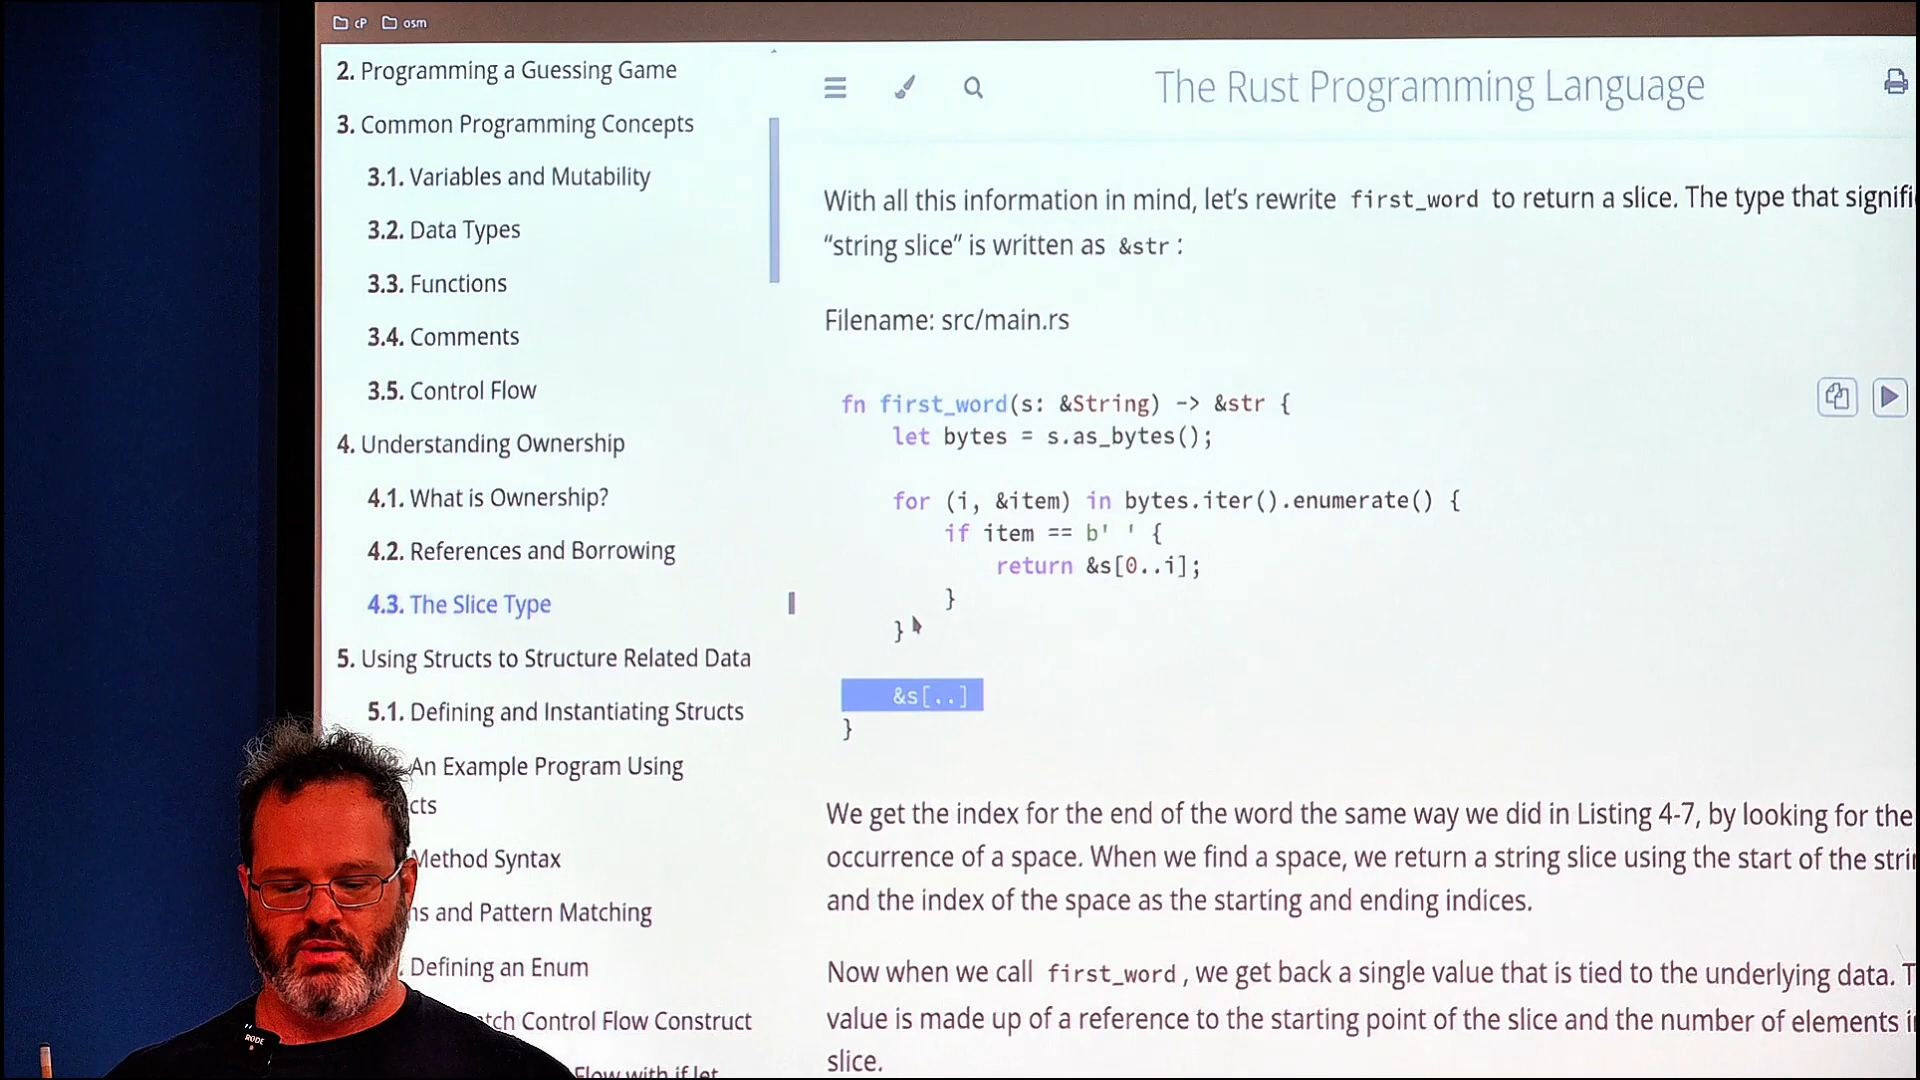 cP osm
2. Programming a Guessing Game
3. Common Programming Concepts
3.1. Variables and Mutability
3.2. Data Types
3.3. Functions
3.4. Comments
3.5. Control Flow
4. Understanding Ownership
4.1. What is Ownership?
4.2. References and Borrowing
4.3. The Slice Type
5. Using Structs to Structure Related Data
5.1. Defining and Instantiating Structs
An Example Program Using
cts
Method Syntax
ns and Pattern Matching
Defining an Enum
tch Control Flow Construct
Flow with if let
The Rust Programming Language
With all this information in mind, let's rewrite first_word to return a slice. The type that signifi
“string slice” is written as &str :
Filename: src/main.rs
fn first_word(s: &String) -> &str {
let bytes = s.as_bytes();
for (i, &item) in bytes.iter().enumerate() {
if item == b' ' {
return &s[0..i];
}
}
&s[..]
}
We get the index for the end of the word the same way we did in Listing 4-7, by looking for the
occurrence of a space. When we find a space, we return a string slice using the start of the stri
and the index of the space as the starting and ending indices.
Now when we call first_word , we get back a single value that is tied to the underlying data. T
value is made up of a reference to the starting point of the slice and the number of elements i
slice.
RODE